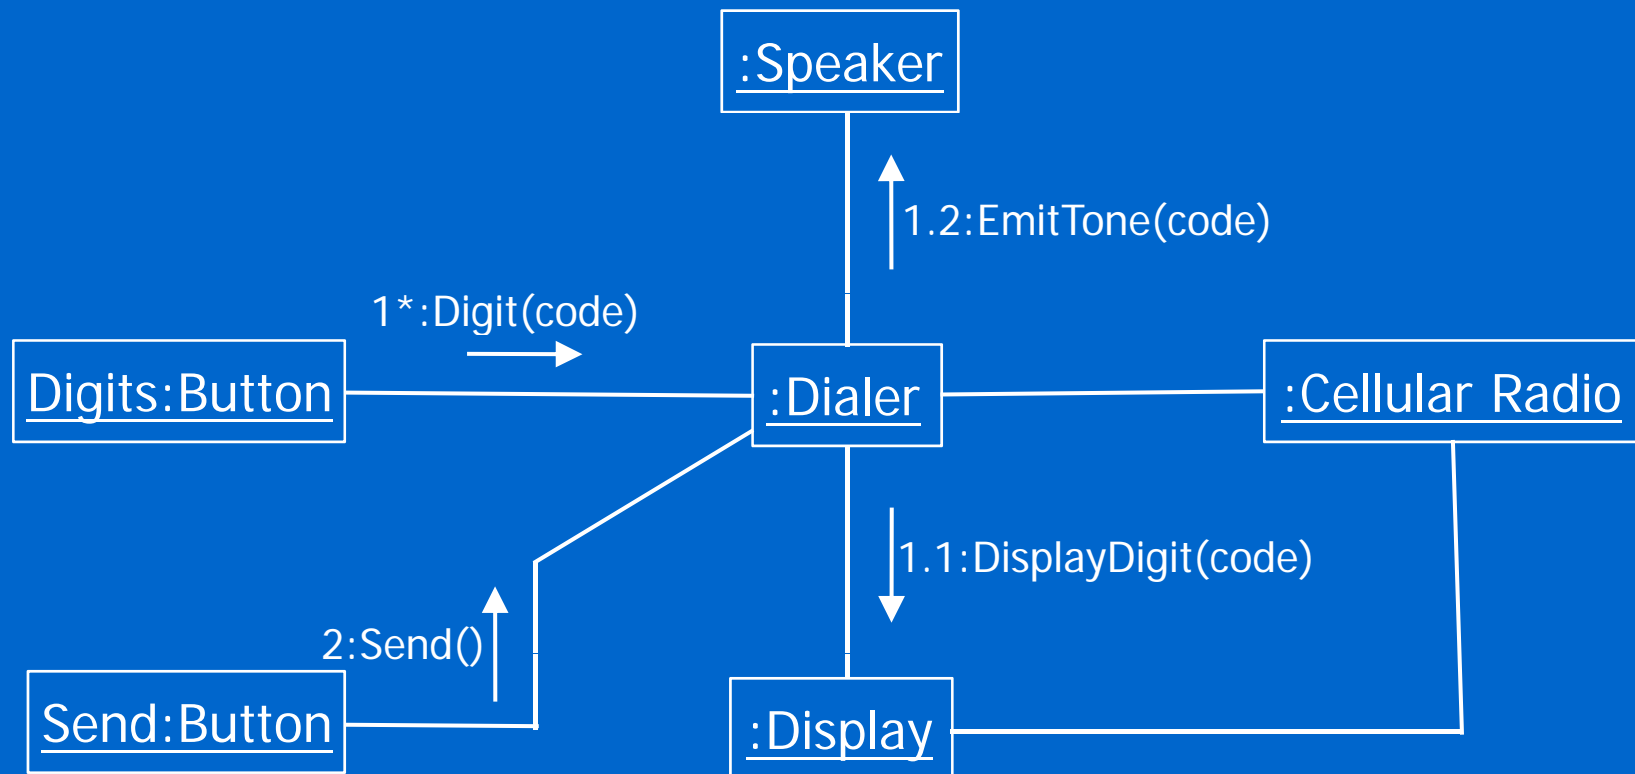 :Speaker
1.2:EmitTone(code)
1*:Digit(code)
Digits:Button
:Dialer
:Cellular Radio
1.1:DisplayDigit(code)
2:Send()
Send:Button
:Display